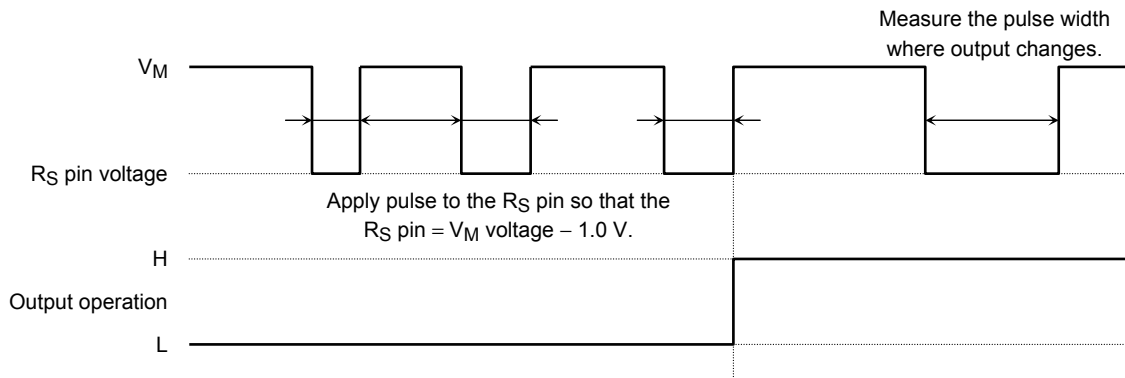 Measure the pulse width
where output changes.
VM
RS pin voltage
Apply pulse to the RS pin so that the
RS pin = VM voltage − 1.0 V.
H
Output operation
L